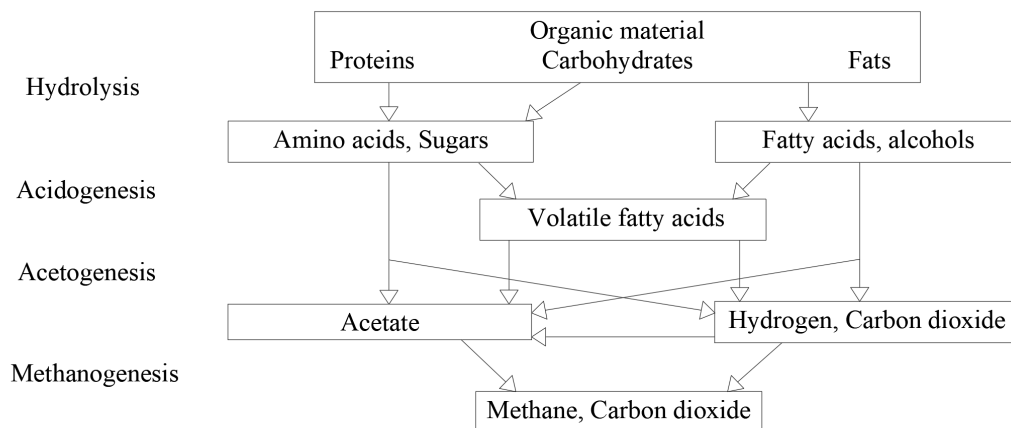 Organic material
Proteins Carbohydrates Fats
Hydrolysis
Amino acids, Sugars Fatty acids, alcohols
Acidogenesis
Volatile fatty acids
Acetogenesis
Acetate Hydrogen, Carbon dioxide
Methanogenesis
Methane, Carbon dioxide